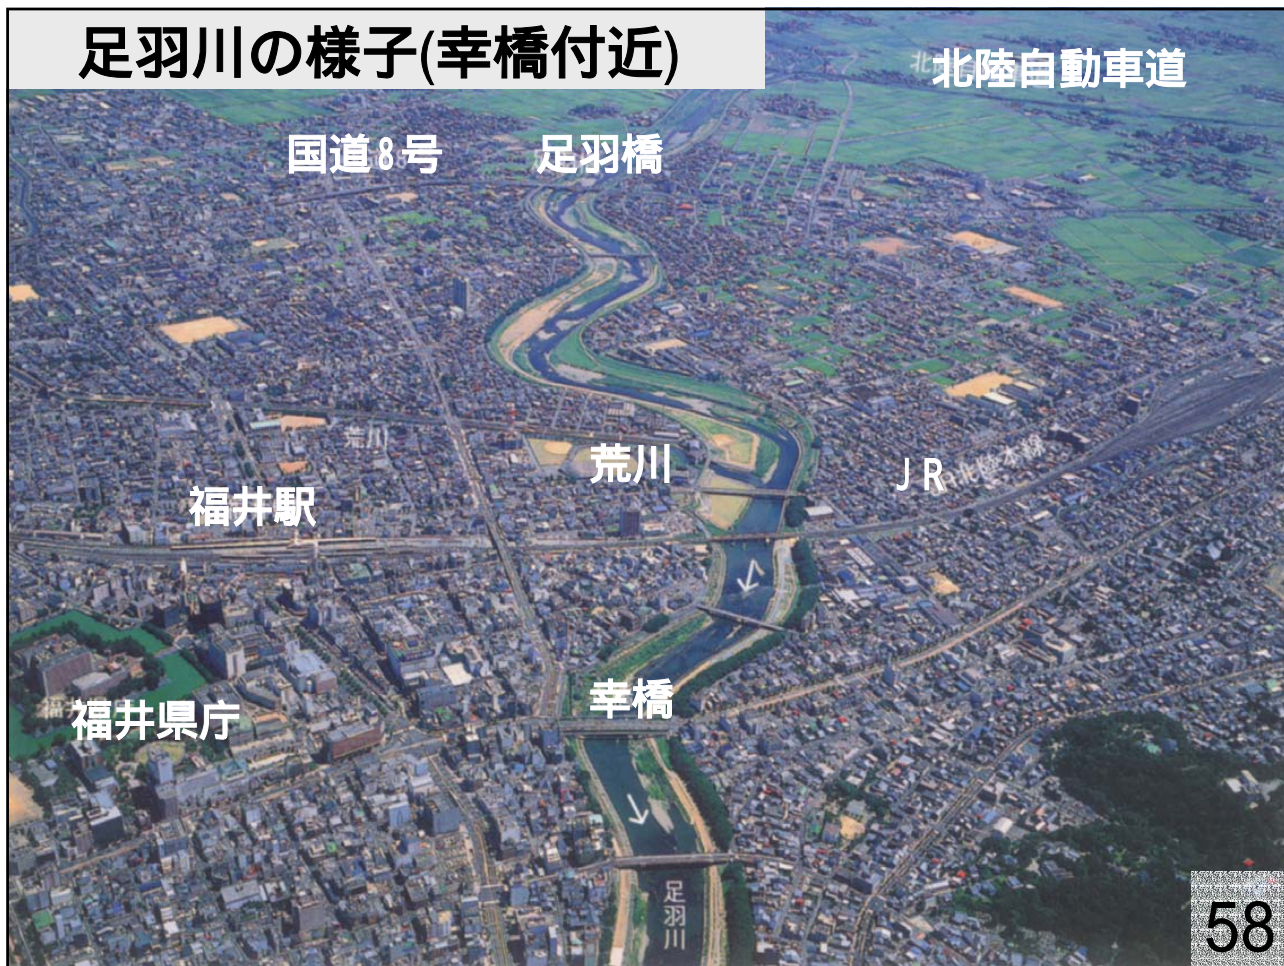 足羽川の様子(幸橋付近)
北陸自動車道
国道8号
足羽橋
荒川
荒川
JR
北陸本線
福井駅
幸橋
福井県庁
足羽川
58